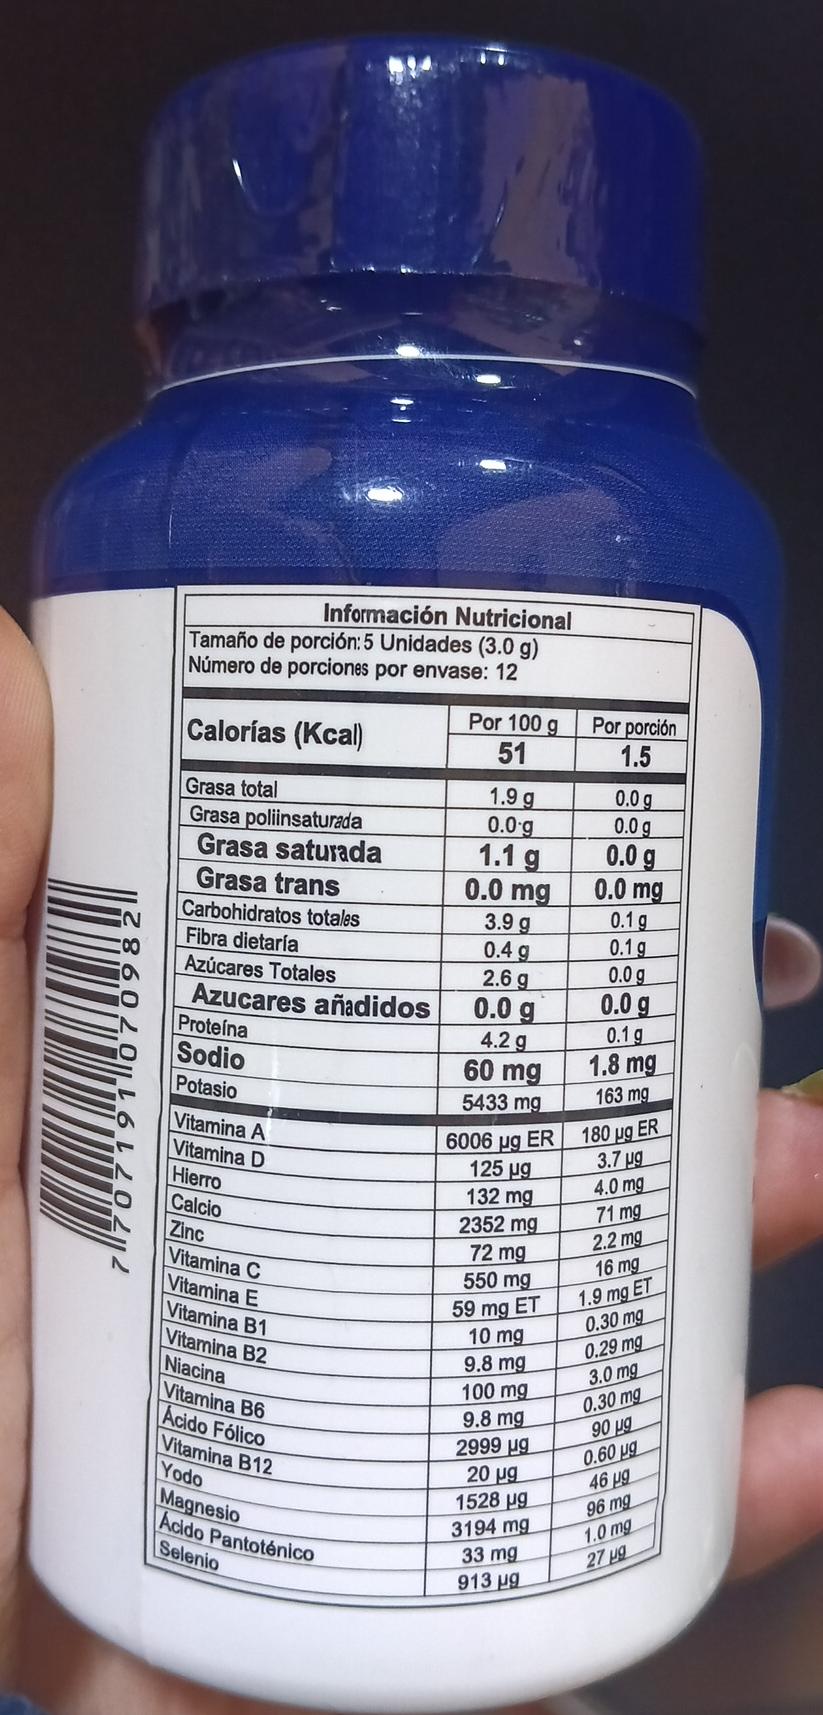 Información Nutricional
Tamaño de porción: 5 Unidades (3.0 g)
Número de porciones por envase: 12
Calorías (Kcal) Por 100 g Por porción
51 1.5
Grasa total 1.9 g 0.0 g
Grasa poliinsaturada 0.0 g 0.0 g
Grasa saturada 1.1 g 0.0 g
Grasa trans 0.0 mg 0.0 mg
Carbohidratos totales 3.9 g 0.1 g
Fibra dietaría 0.4 g 0.1 g
Azúcares Totales 2.6 g 0.0 g
Azucares añadidos 0.0 g 0.0 g
Proteína 4.2 g 0.1 g
Sodio 60 mg 1.8 mg
Potasio 5433 mg 163 mg
Vitamina A 6006 µg ER 180 µg ER
Vitamina D 125 µg 3.7 µg
Hierro 132 mg 4.0 mg
Calcio 2352 mg 71 mg
Zinc 72 mg 2.2 mg
Vitamina C 550 mg 16 mg
Vitamina E 59 mg ET 1.9 mg ET
Vitamina B1 10 mg 0.30 mg
Vitamina B2 9.8 mg 0.29 mg
Niacina 100 mg 3.0 mg
Vitamina B6 9.8 mg 0.30 mg
Ácido Fólico 2999 µg 90 µg
Vitamina B12 20 µg 0.60 µg
Yodo 1528 µg 46 µg
Magnesio 3194 mg 96 mg
Ácido Pantoténico 33 mg 1.0 mg
Selenio 913 µg 27 µg
7 707191 070982